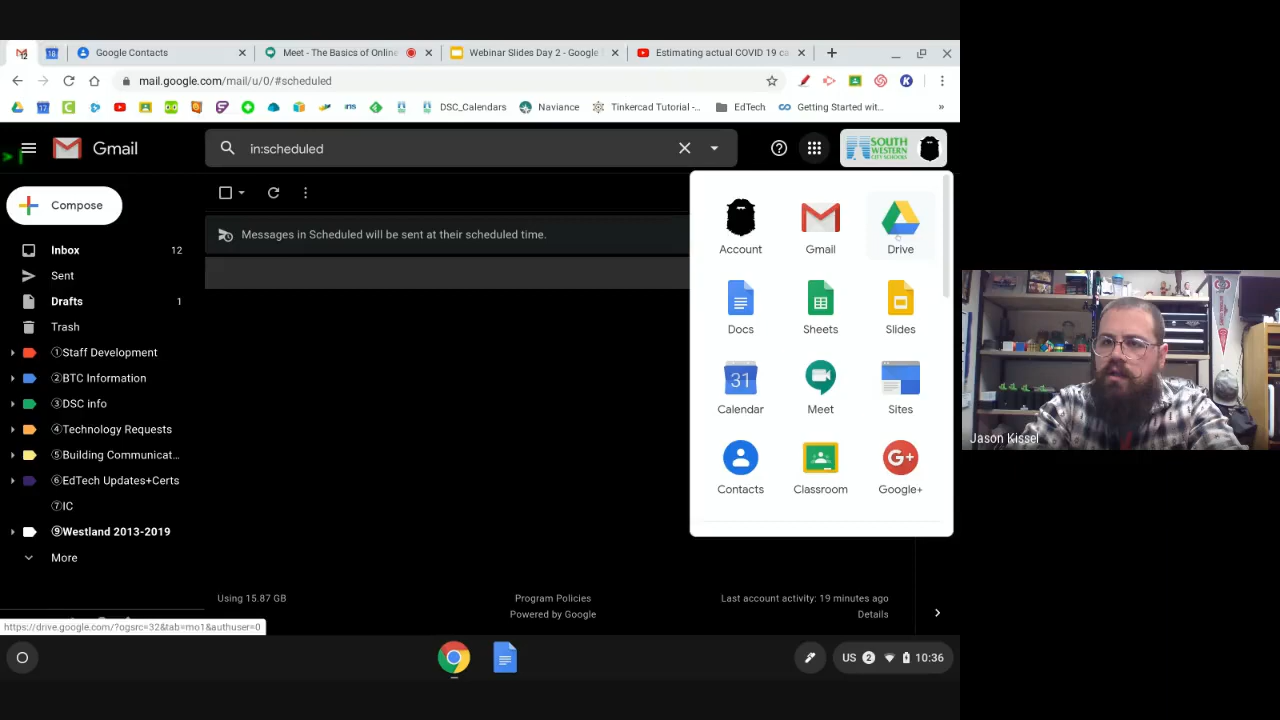 18
Google Contacts
Meet - The Basics of Online
Webinar Slides Day 2 - Google
Estimating actual COVID 19 ca
mail.google.com/mail/u/0/#scheduled
DSC_Calendars
Naviance
Tinkercad Tutorial -...
EdTech
Getting Started wit...
»
Gmail
in:scheduled
SOUTH
WESTERN
CITY SCHOOLS
Compose
Messages in Scheduled will be sent at their scheduled time.
Inbox 12
Sent
Drafts 1
Trash
①Staff Development
②BTC Information
③DSC info
④Technology Requests
⑤Building Communicat...
⑥EdTech Updates+Certs
⑦IC
⑨Westland 2013-2019
More
Account
Gmail
Drive
Docs
Sheets
Slides
31
Calendar
Meet
Sites
Contacts
Classroom
G+
Google+
Jason Kissel
Using 15.87 GB
Program Policies
Powered by Google
Last account activity: 19 minutes ago
Details
https://drive.google.com/?ogsrc=32&tab=mo1&authuser=0
US 2 10:36